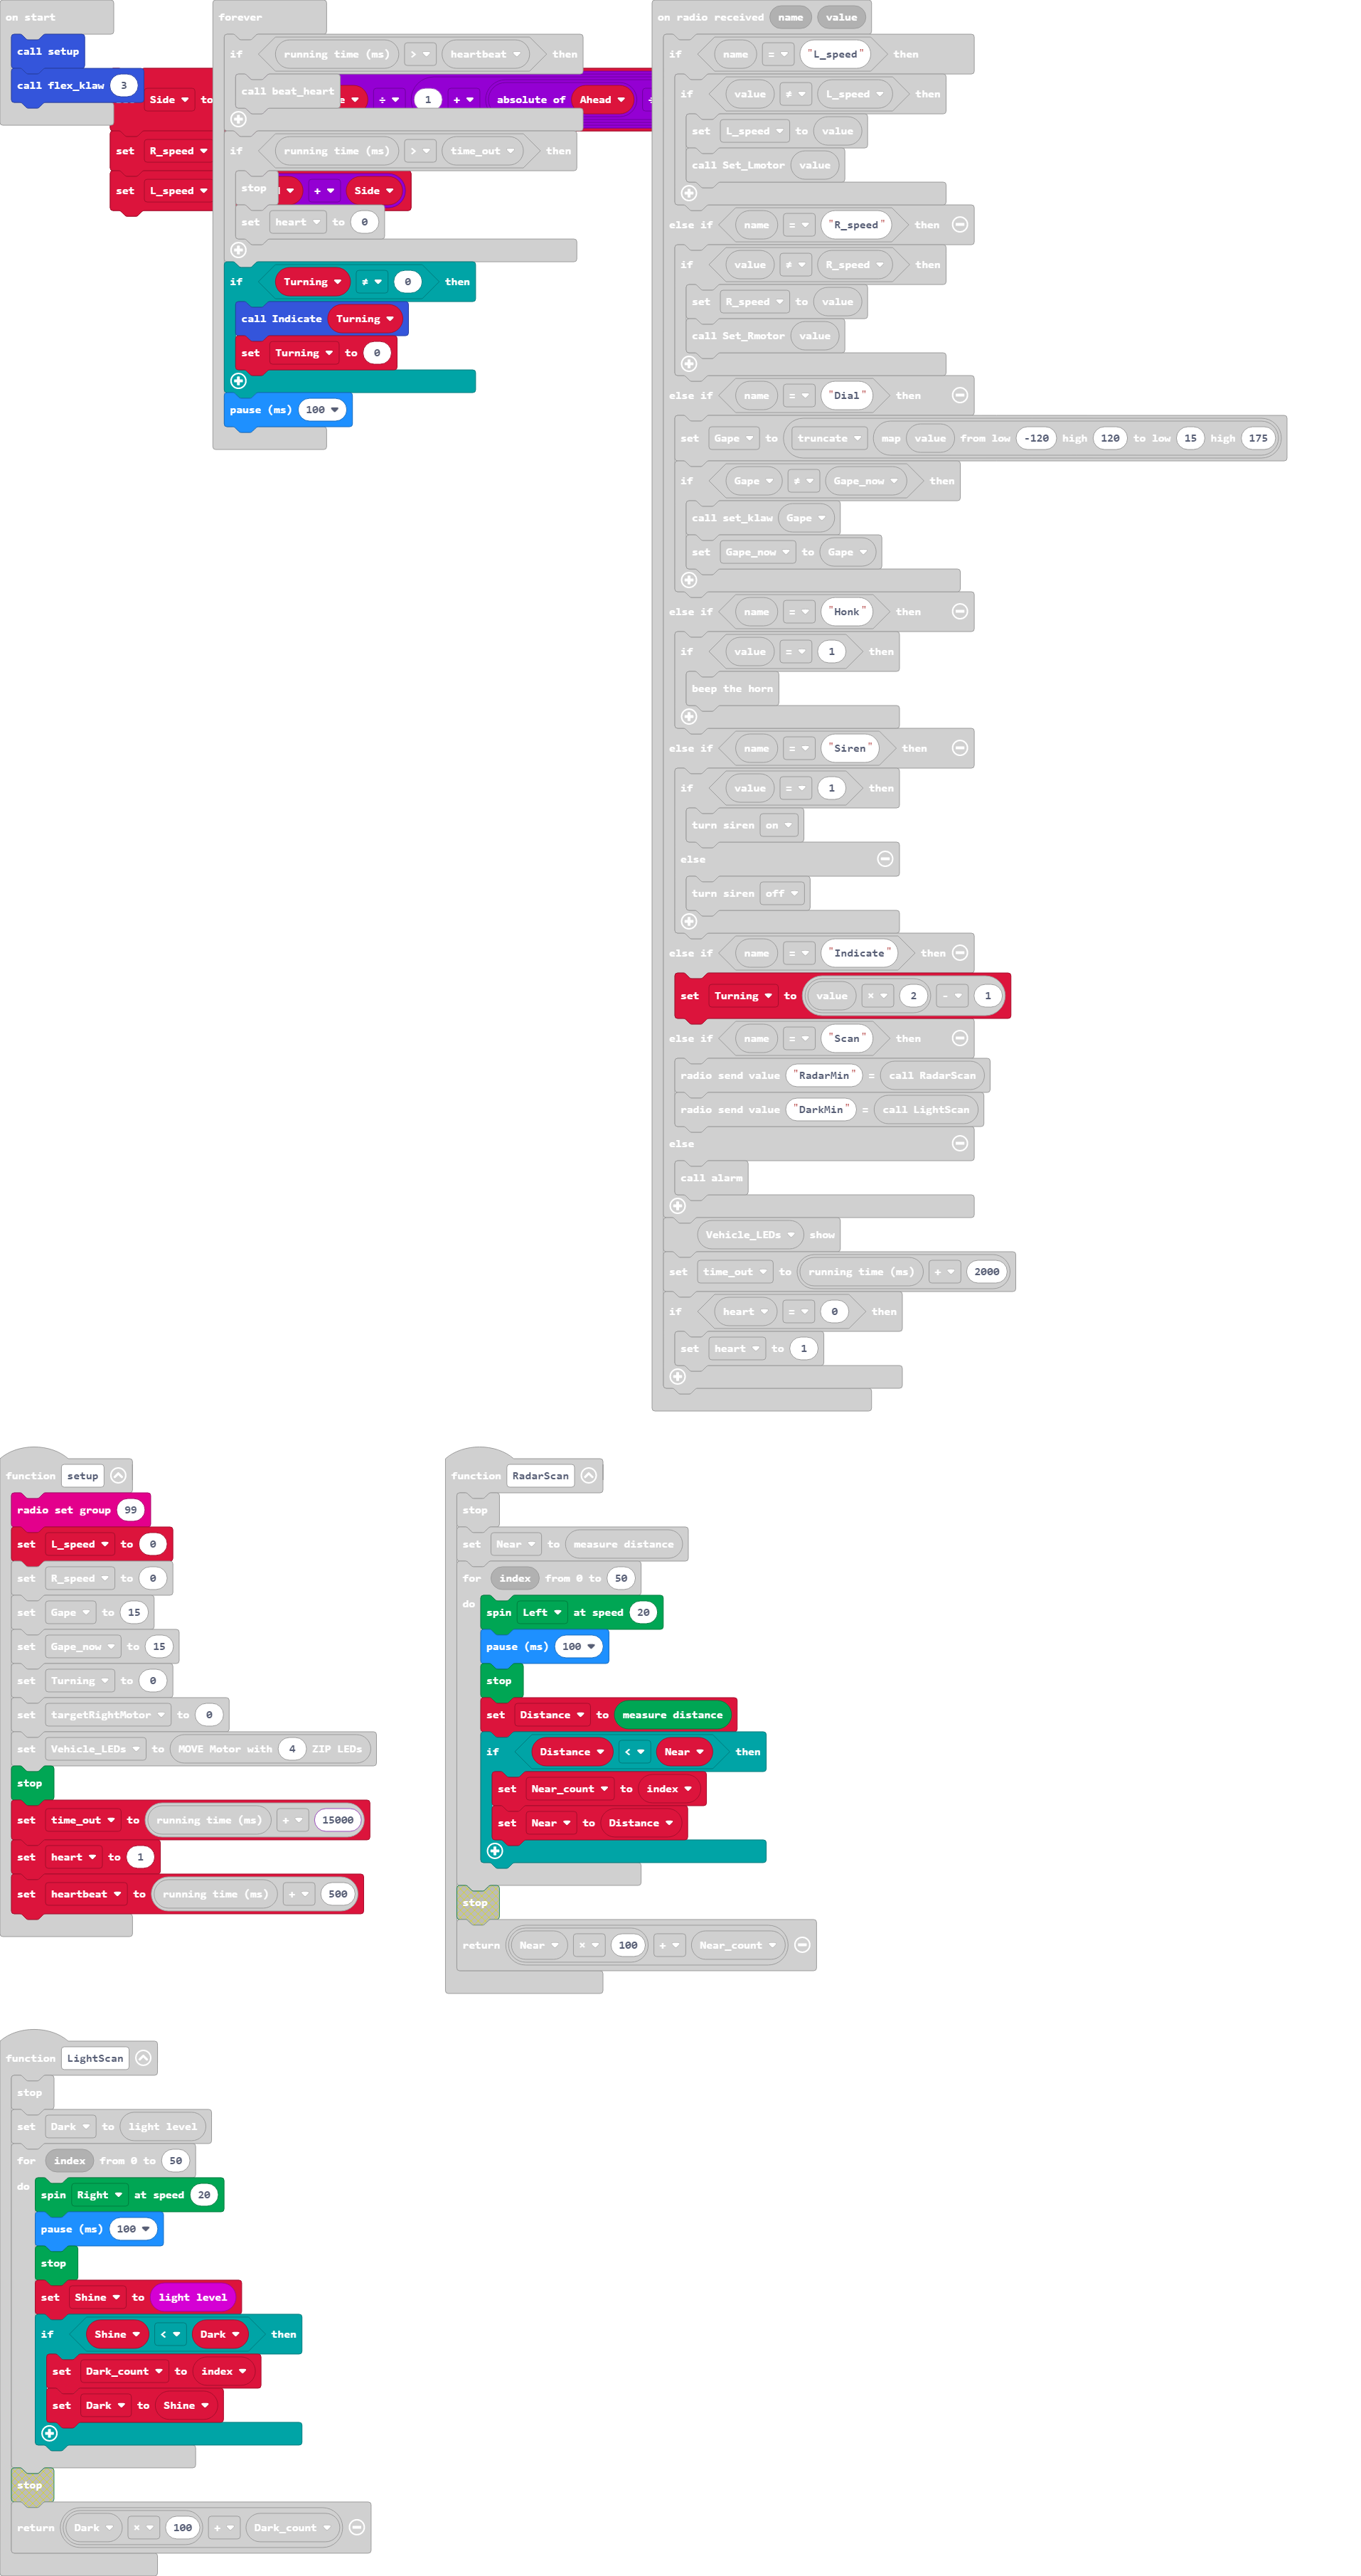 on start
call setup
call flex_klaw 3
Side to
÷ 1 + absolute of Ahead
set R_speed
set L_speed
+ Side
forever
if running time (ms) > heartbeat then
call beat_heart
if running time (ms) > time_out then
stop
set heart to 0
if Turning ≠ 0 then
call Indicate Turning
set Turning to 0
pause (ms) 100
on radio received name value
if name = "L_speed" then
if value ≠ L_speed then
set L_speed to value
call Set_Lmotor value
else if name = "R_speed" then
if value ≠ R_speed then
set R_speed to value
call Set_Rmotor value
else if name = "Dial" then
set Gape to truncate map value from low -120 high 120 to low 15 high 175
if Gape ≠ Gape_now then
call set_klaw Gape
set Gape_now to Gape
else if name = "Honk" then
if value = 1 then
beep the horn
else if name = "Siren" then
if value = 1 then
turn siren on
else
turn siren off
else if name = "Indicate" then
set Turning to value × 2 - 1
else if name = "Scan" then
radio send value "RadarMin" = call RadarScan
radio send value "DarkMin" = call LightScan
else
call alarm
Vehicle_LEDs show
set time_out to running time (ms) + 2000
if heart = 0 then
set heart to 1
function setup
radio set group 99
set L_speed to 0
set R_speed to 0
set Gape to 15
set Gape_now to 15
set Turning to 0
set targetRightMotor to 0
set Vehicle_LEDs to MOVE Motor with 4 ZIP LEDs
stop
set time_out to running time (ms) + 15000
set heart to 1
set heartbeat to running time (ms) + 500
function RadarScan
stop
set Near to measure distance
for index from 0 to 50
do
spin Left at speed 20
pause (ms) 100
stop
set Distance to measure distance
if Distance < Near then
set Near_count to index
set Near to Distance
stop
return Near × 100 + Near_count
function LightScan
stop
set Dark to light level
for index from 0 to 50
do
spin Right at speed 20
pause (ms) 100
stop
set Shine to light level
if Shine < Dark then
set Dark_count to index
set Dark to Shine
stop
return Dark × 100 + Dark_count